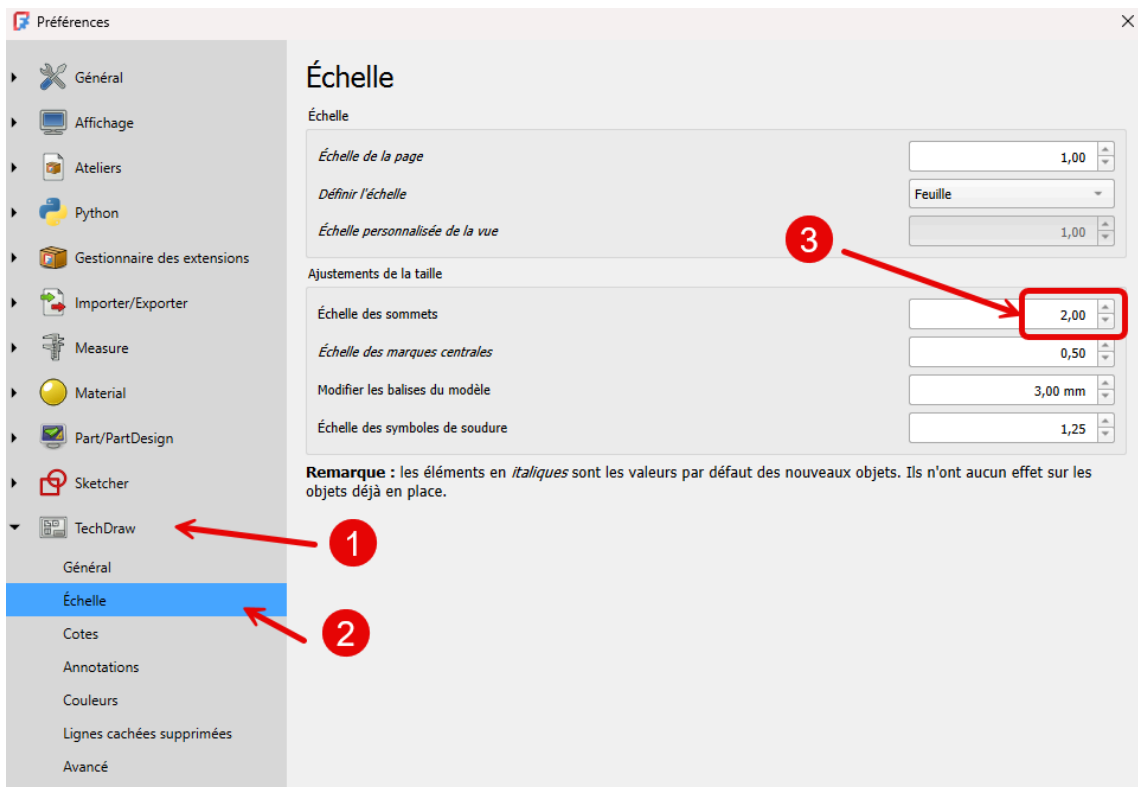 Préférences
Général
Affichage
Ateliers
Python
Gestionnaire des extensions
Importer/Exporter
Measure
Material
Part/PartDesign
Sketcher
TechDraw
Général
Échelle
Cotes
Annotations
Couleurs
Lignes cachées supprimées
Avancé
Échelle
Échelle
Échelle de la page 1,00
Définir l'échelle Feuille
Échelle personnalisée de la vue 1,00
Ajustements de la taille
Échelle des sommets 2,00
Échelle des marques centrales 0,50
Modifier les balises du modèle 3,00 mm
Échelle des symboles de soudure 1,25
Remarque : les éléments en italiques sont les valeurs par défaut des nouveaux objets. Ils n'ont aucun effet sur les
objets déjà en place.
1
2
3